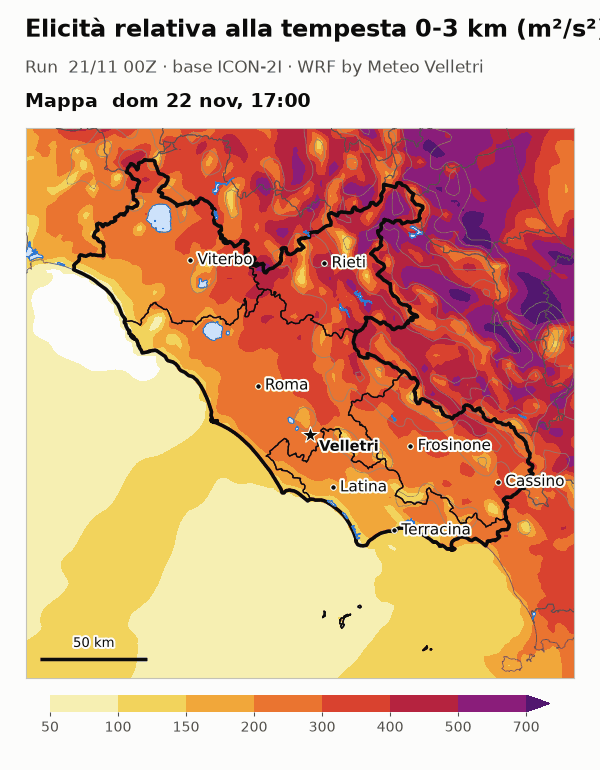 Elicità relativa alla tempesta 0-3 km (m²/s²)
Run 21/11 00Z · base ICON-2I · WRF by Meteo Velletri
Mappa dom 22 nov, 17:00
Viterbo
Rieti
Roma
Velletri
Frosinone
Latina
Cassino
Terracina
50 km
50 100 150 200 300 400 500 700